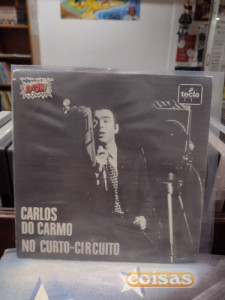 tecla
CARLOS
DO CARMO
NO CURTO-CIRCUITO
coisas